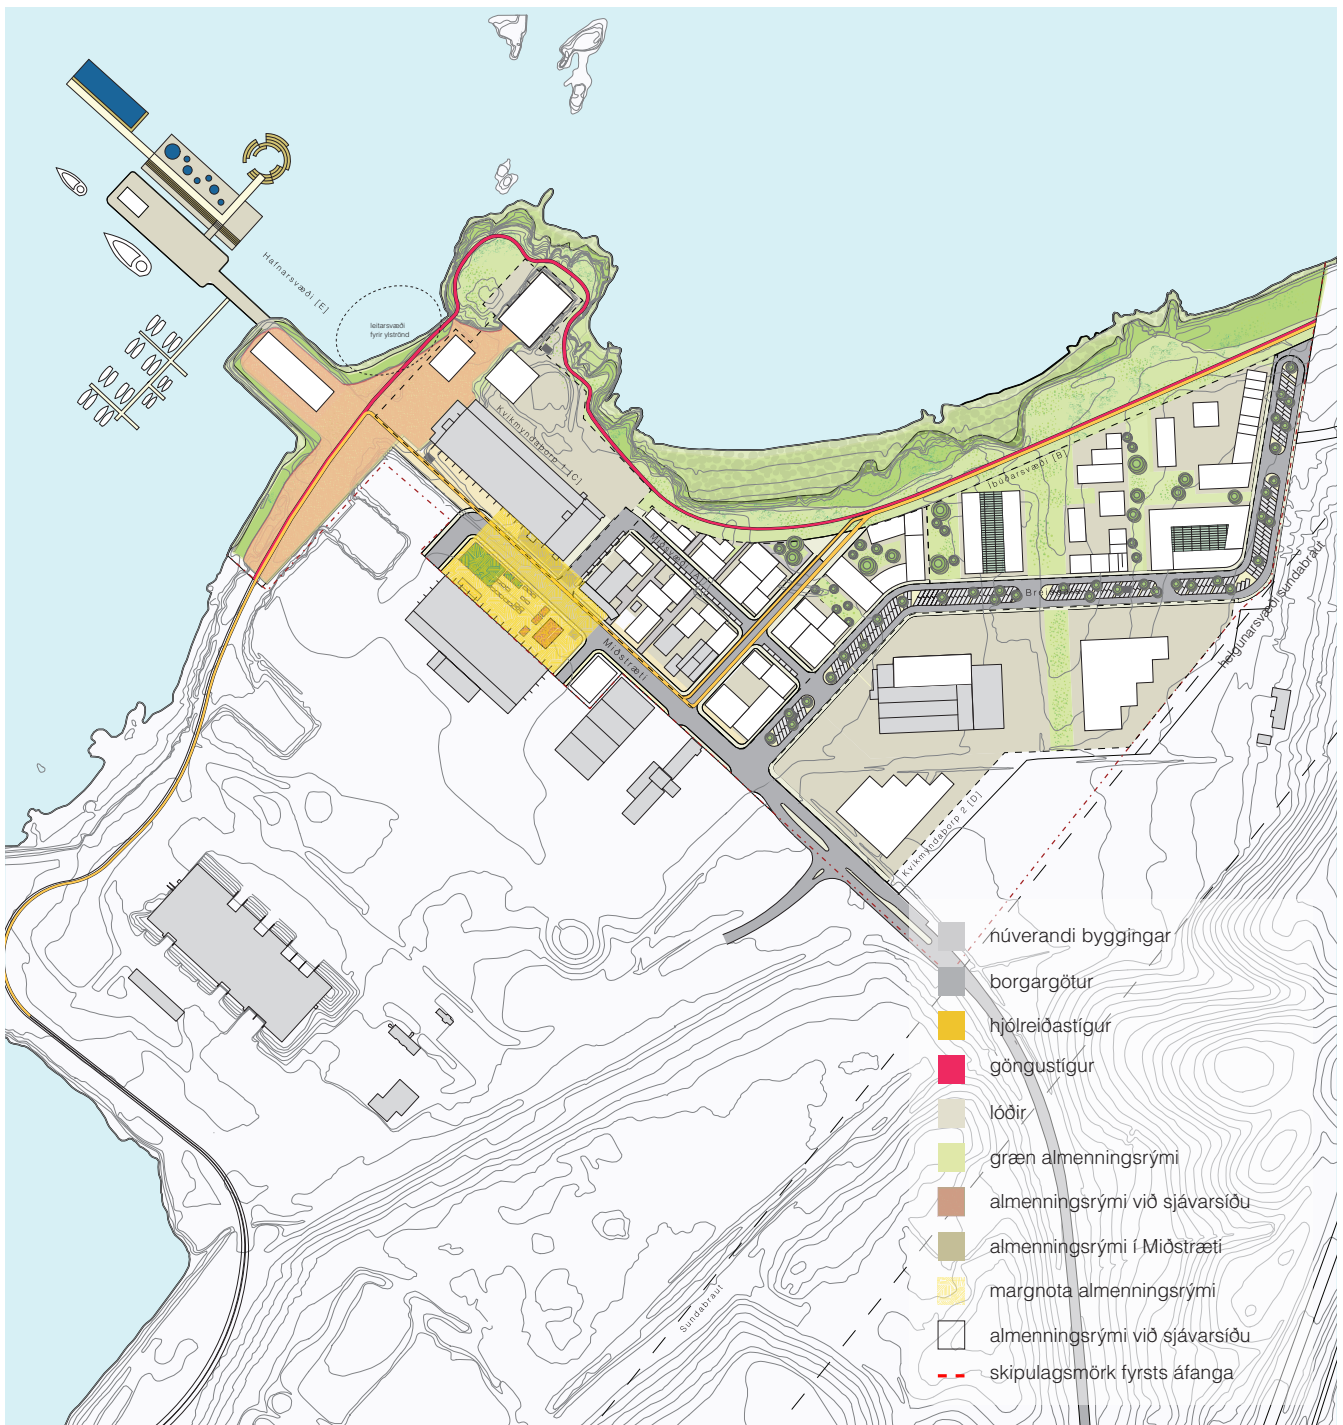 Hafnarsvæði [E]
leitarsvæði
fyrir ylströnd
Kvikmyndaþorp 1 [C]
Íbúðarsvæði [B]
Miðstræti
helgunarsvæði Sundabraut
Kvikmyndaþorp 2 [D]
Sundabraut
núverandi byggingar
borgargötur
hjólreiðastígur
göngustígur
lóðir
græn almenningsrými
almenningsrými við sjávarsíðu
almenningsrými í Miðstræti
margnota almenningsrými
almenningsrými við sjávarsíðu
skipulagsmörk fyrsts áfanga